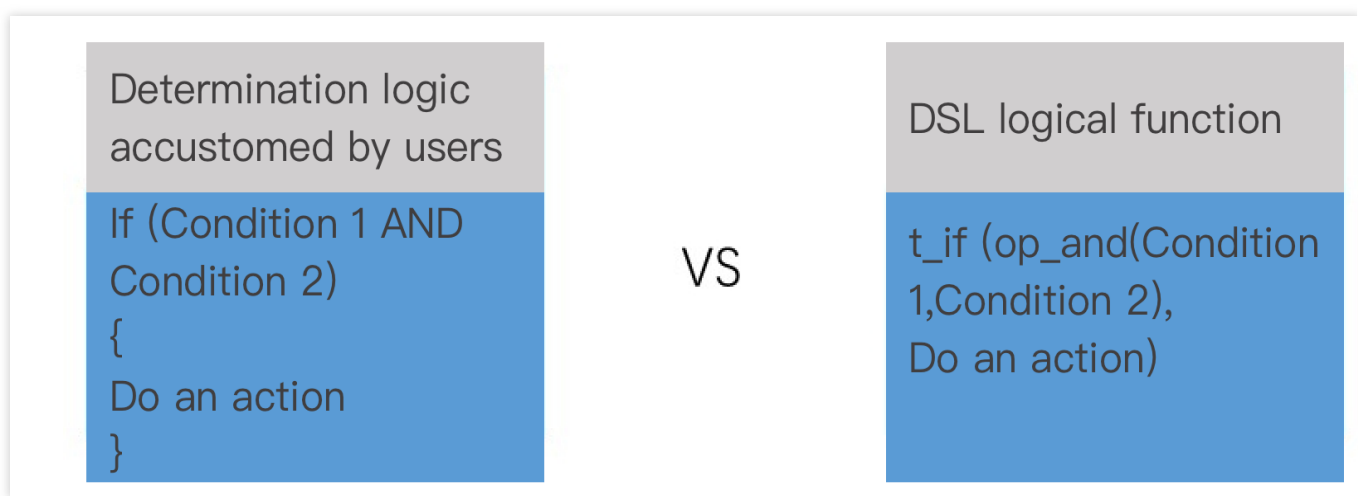 Determination logic
accustomed by users
If (Condition 1 AND
Condition 2)
{
Do an action
}
VS
DSL logical function
t_if (op_and(Condition
1,Condition 2),
Do an action)